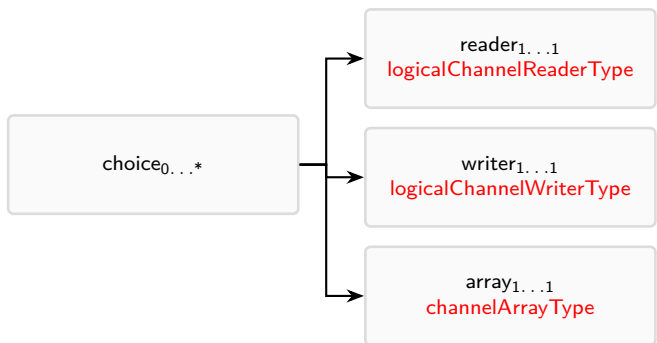 reader1...1
logicalChannelReaderType
choice0...*
writer1...1
logicalChannelWriterType
array1...1
channelArrayType